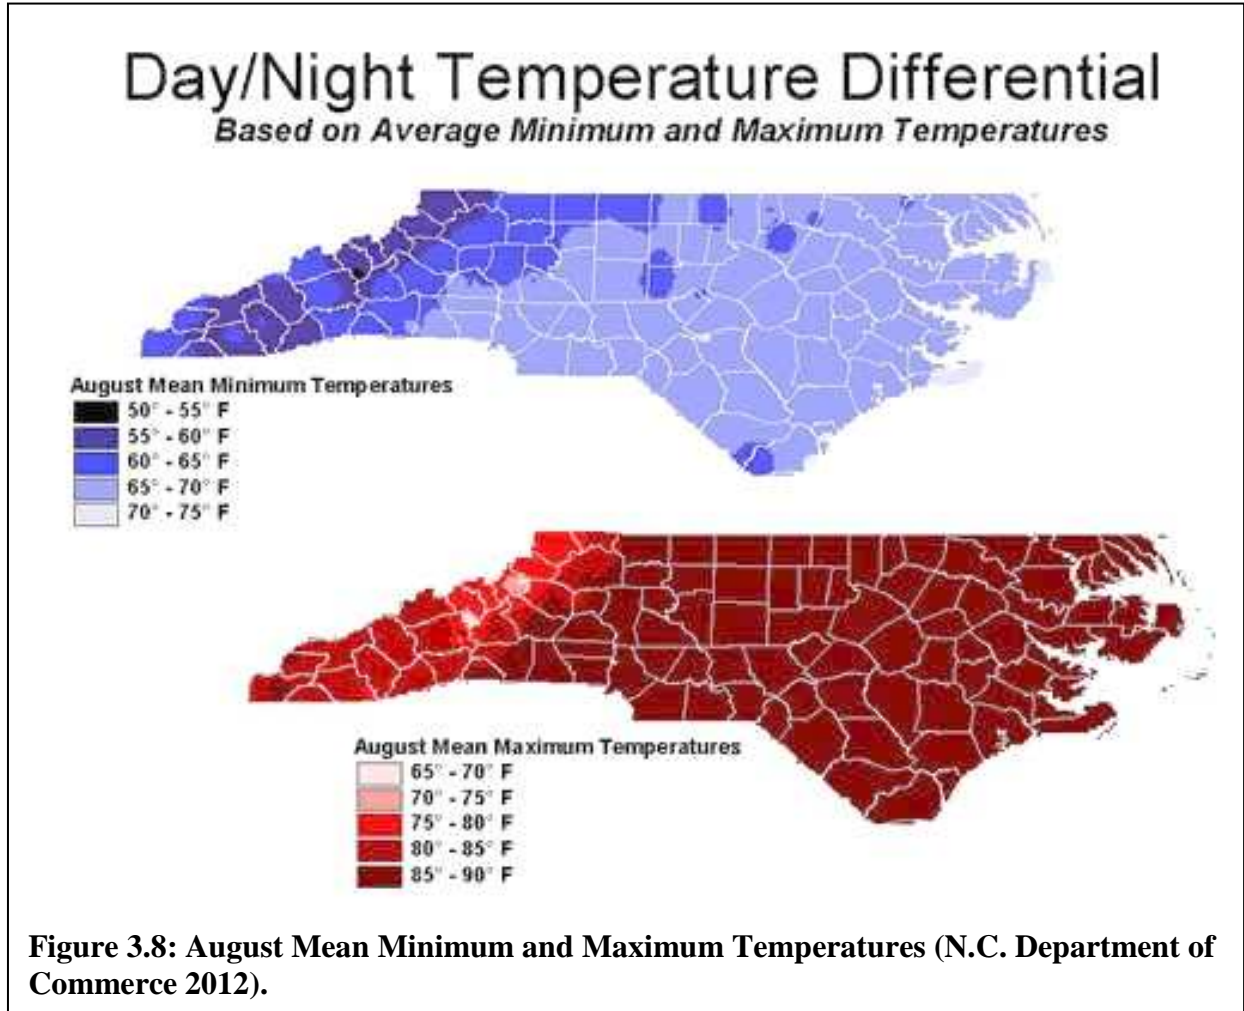 Day/Night Temperature Differential
Based on Average Minimum and Maximum Temperatures
August Mean Minimum Temperatures
50° - 55° F
55° - 60° F
60° - 65° F
65° - 70° F
70° - 75° F
August Mean Maximum Temperatures
65° - 70° F
70° - 75° F
75° - 80° F
80° - 85° F
85° - 90° F
Figure 3.8: August Mean Minimum and Maximum Temperatures (N.C. Department of
Commerce 2012).